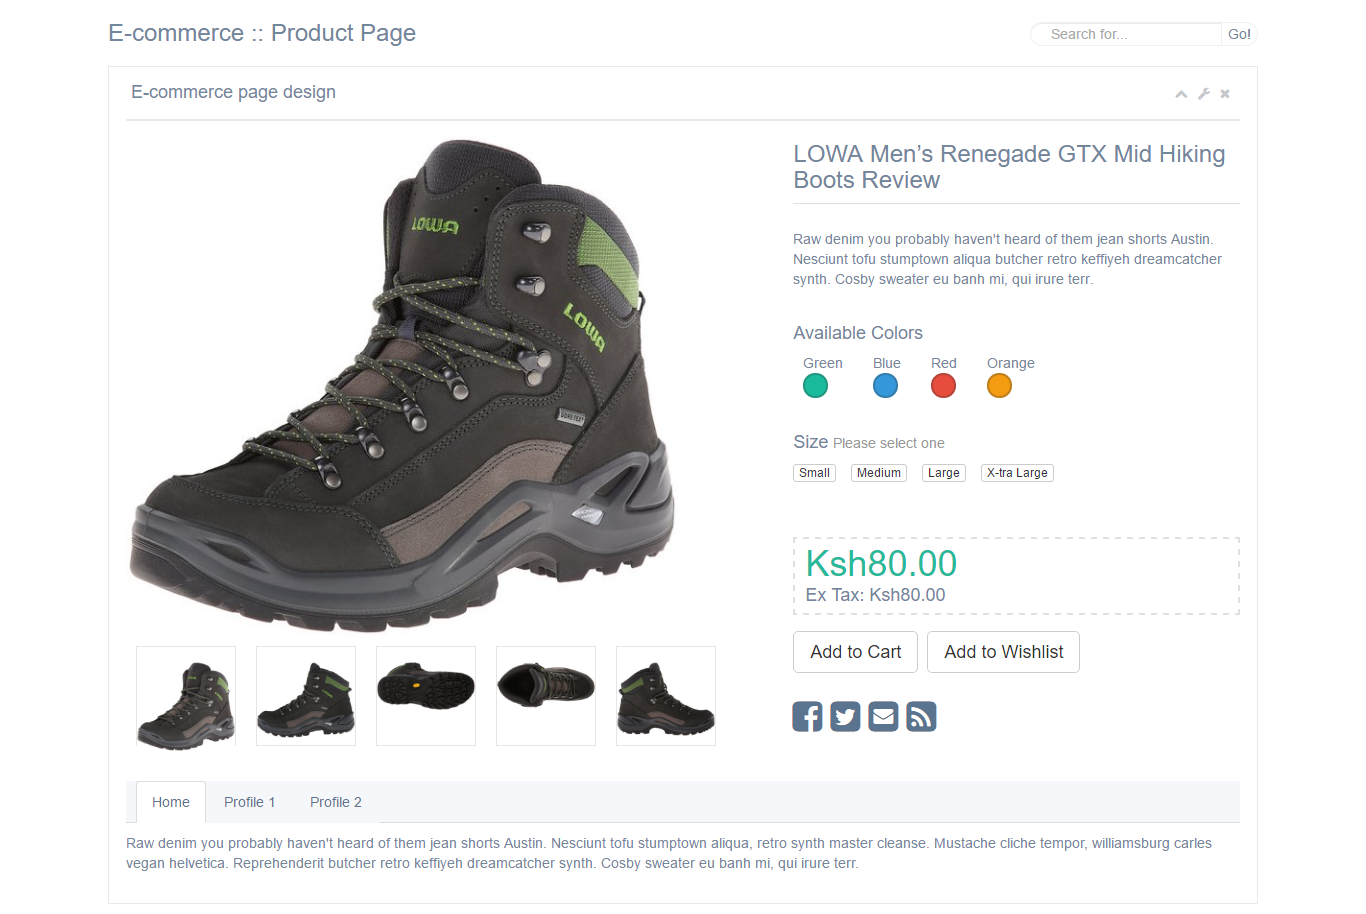 E-commerce :: Product Page
Search for...
Go!
E-commerce page design
LOWA
LOWA
GORE-TEX
LOWA Men’s Renegade GTX Mid Hiking
Boots Review
Raw denim you probably haven't heard of them jean shorts Austin.
Nesciunt tofu stumptown aliqua butcher retro keffiyeh dreamcatcher
synth. Cosby sweater eu banh mi, qui irure terr.
Available Colors
Green Blue Red Orange
Size Please select one
Small Medium Large X-tra Large
Ksh80.00
Ex Tax: Ksh80.00
Add to Cart Add to Wishlist
Home Profile 1 Profile 2
Raw denim you probably haven't heard of them jean shorts Austin. Nesciunt tofu stumptown aliqua, retro synth master cleanse. Mustache cliche tempor, williamsburg carles
vegan helvetica. Reprehenderit butcher retro keffiyeh dreamcatcher synth. Cosby sweater eu banh mi, qui irure terr.